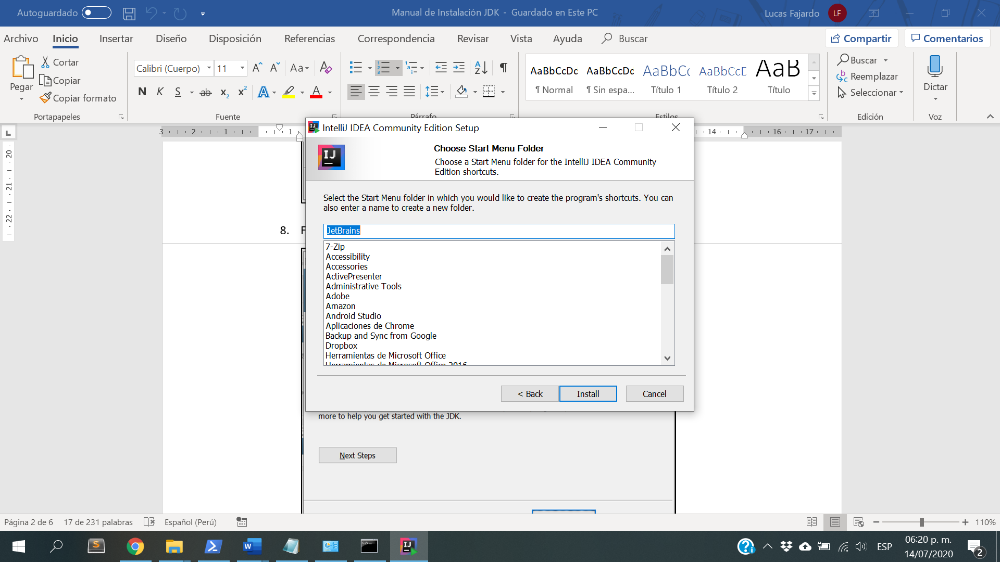 Autoguardado
Manual de Instalación JDK - Guardado en Este PC
Lucas Fajardo
LF
Archivo Inicio Insertar Diseño Disposición Referencias Correspondencia Revisar Vista Ayuda Buscar
Compartir Comentarios
Pegar
Cortar
Copiar
Copiar formato
Portapapeles
Calibri (Cuerpo) 11
Aa
N K S ab x₂ x² A A
Fuente
Párrafo
AaBbCcDc AaBbCcDc AaBbC AaBbCcD AaB
¶ Normal ¶ Sin espa... Título 1 Título 2 Título
Estilos
Buscar
Reemplazar
Seleccionar
Edición
Dictar
Voz
3 2 1 1 14 16 17
20
21
22
IntelliJ IDEA Community Edition Setup
IJ
Choose Start Menu Folder
Choose a Start Menu folder for the IntelliJ IDEA Community
Edition shortcuts.
Select the Start Menu folder in which you would like to create the program's shortcuts. You can
also enter a name to create a new folder.
8. F
JetBrains
7-Zip
Accessibility
Accessories
ActivePresenter
Administrative Tools
Adobe
Amazon
Android Studio
Aplicaciones de Chrome
Backup and Sync from Google
Dropbox
Herramientas de Microsoft Office
Herramientas de Microsoft Office 2016
< Back Install Cancel
more to help you get started with the JDK.
Next Steps
Página 2 de 6 17 de 231 palabras Español (Perú)
110%
ESP
06:20 p. m.
14/07/2020
2